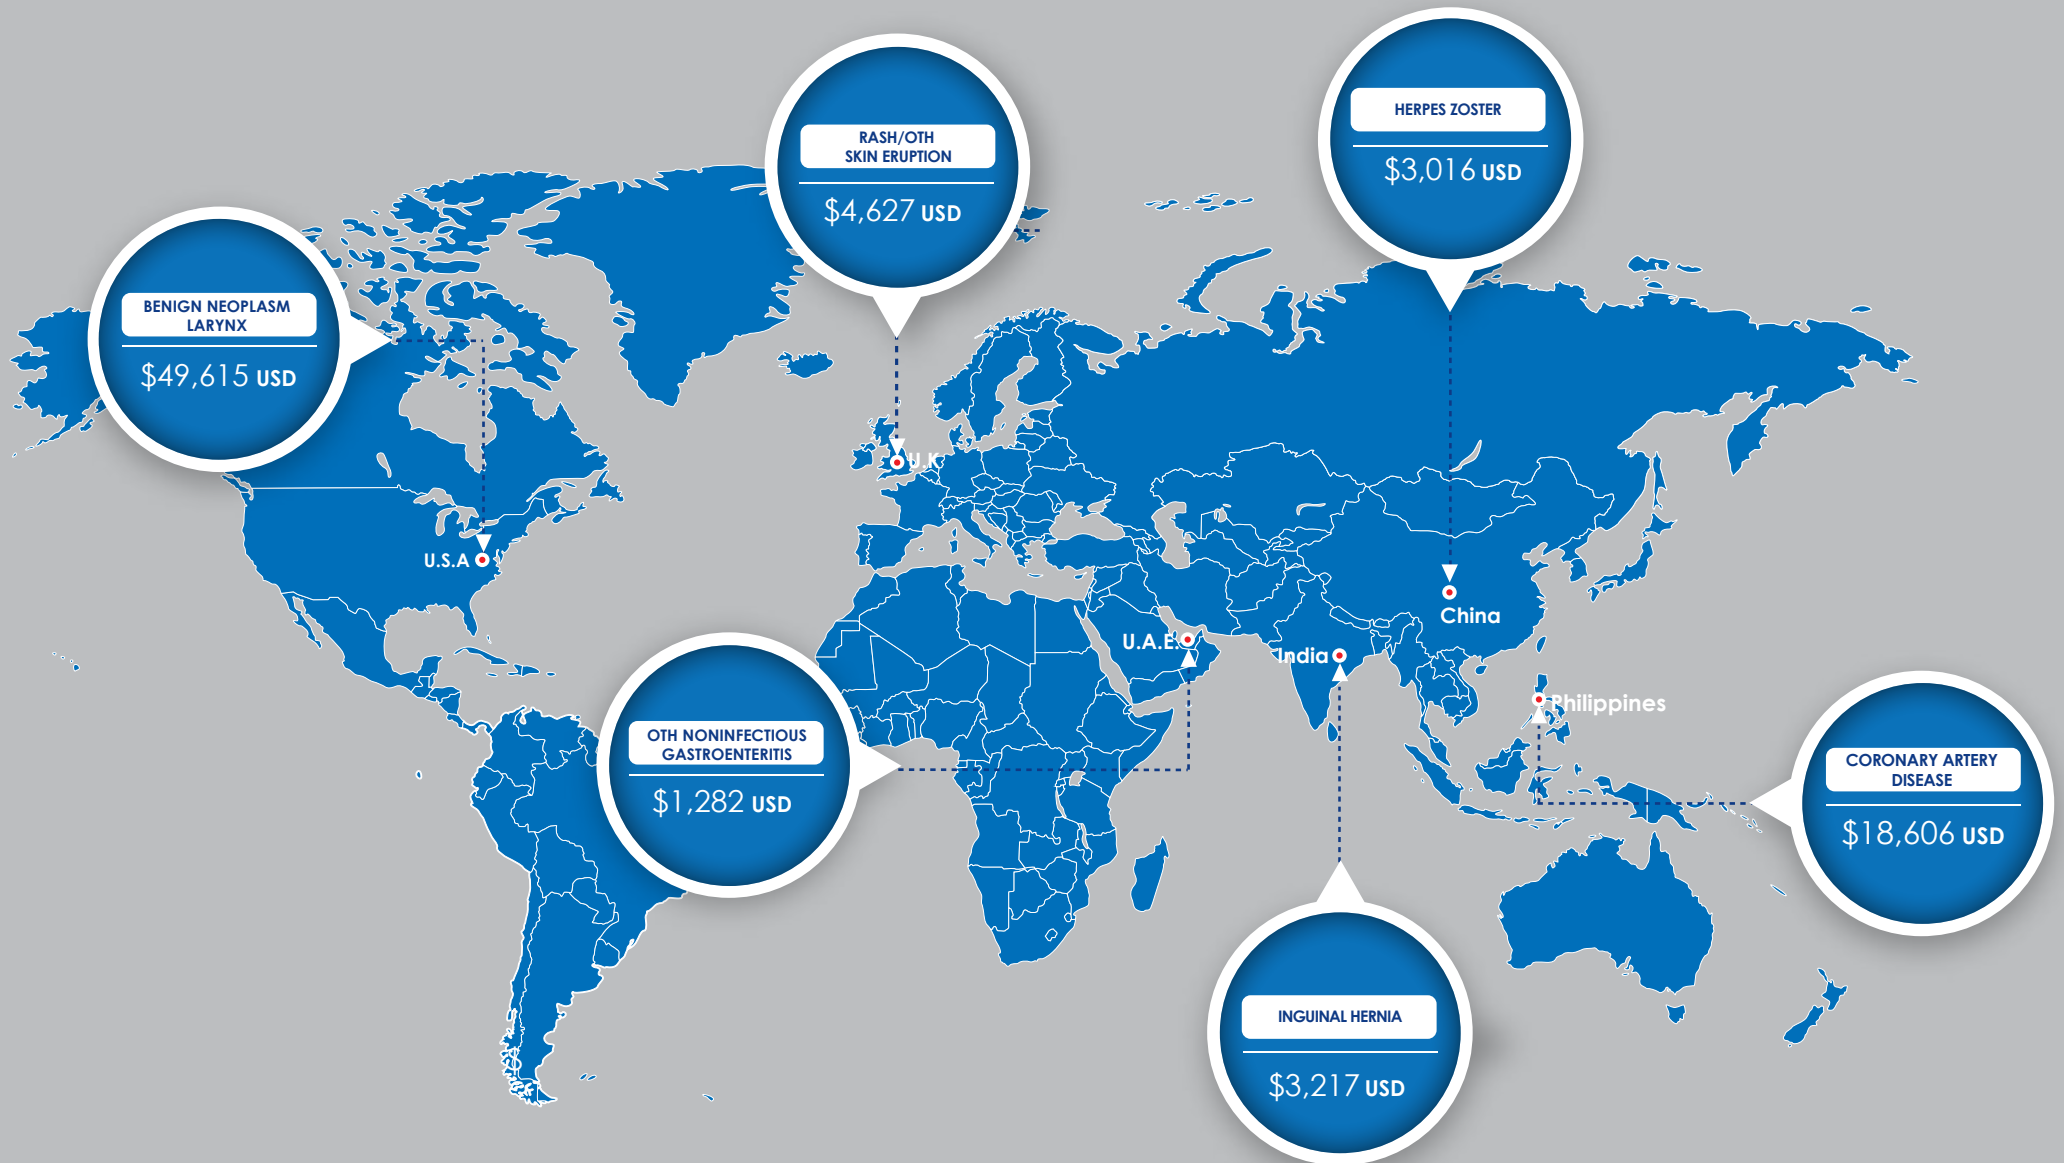 HERPES ZOSTER
$3,016 USD
RASH/OTH
SKIN ERUPTION
$4,627 USD
BENIGN NEOPLASM
LARYNX
$49,615 USD
U.K
U.S.A
China
U.A.E.
India
Philippines
OTH NONINFECTIOUS
GASTROENTERITIS
$1,282 USD
CORONARY ARTERY
DISEASE
$18,606 USD
INGUINAL HERNIA
$3,217 USD
$